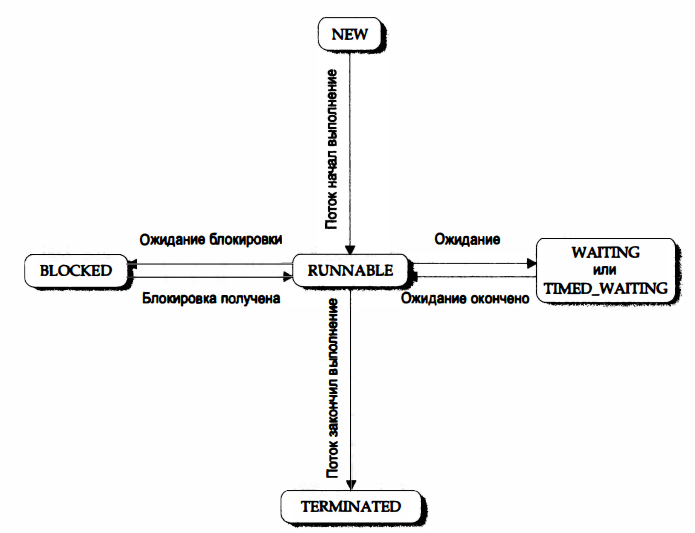 NEW
Поток начал выполнение
Ожидание блокировки
Ожидание
BLOCKED
RUNNABLE
WAITING
или
TIMED_WAITING
Блокировка получена
Ожидание окончено
Поток закончил выполнение
TERMINATED